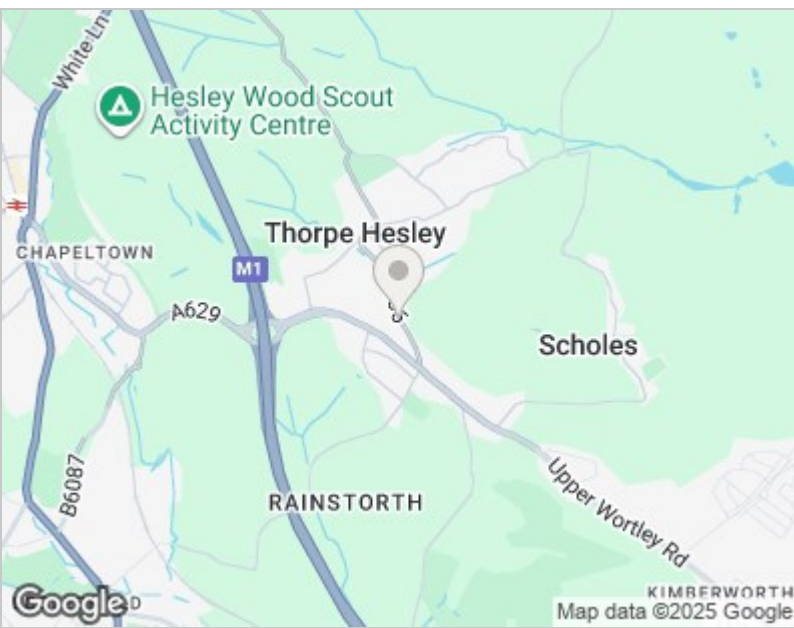 White Ln
Hesley Wood Scout
Activity Centre
Thorpe Hesley
CHAPELTOWN
M1
A629
Scholes
B6087
RAINSTORTH
Upper Wortley Rd
KIMBERWORTH
Google
Map data ©2025 Google